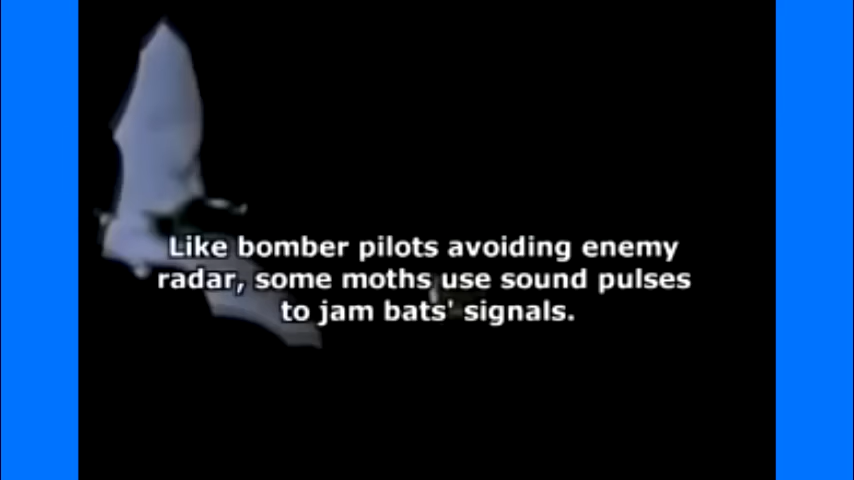 Like bomber pilots avoiding enemy
radar, some moths use sound pulses
to jam bats' signals.